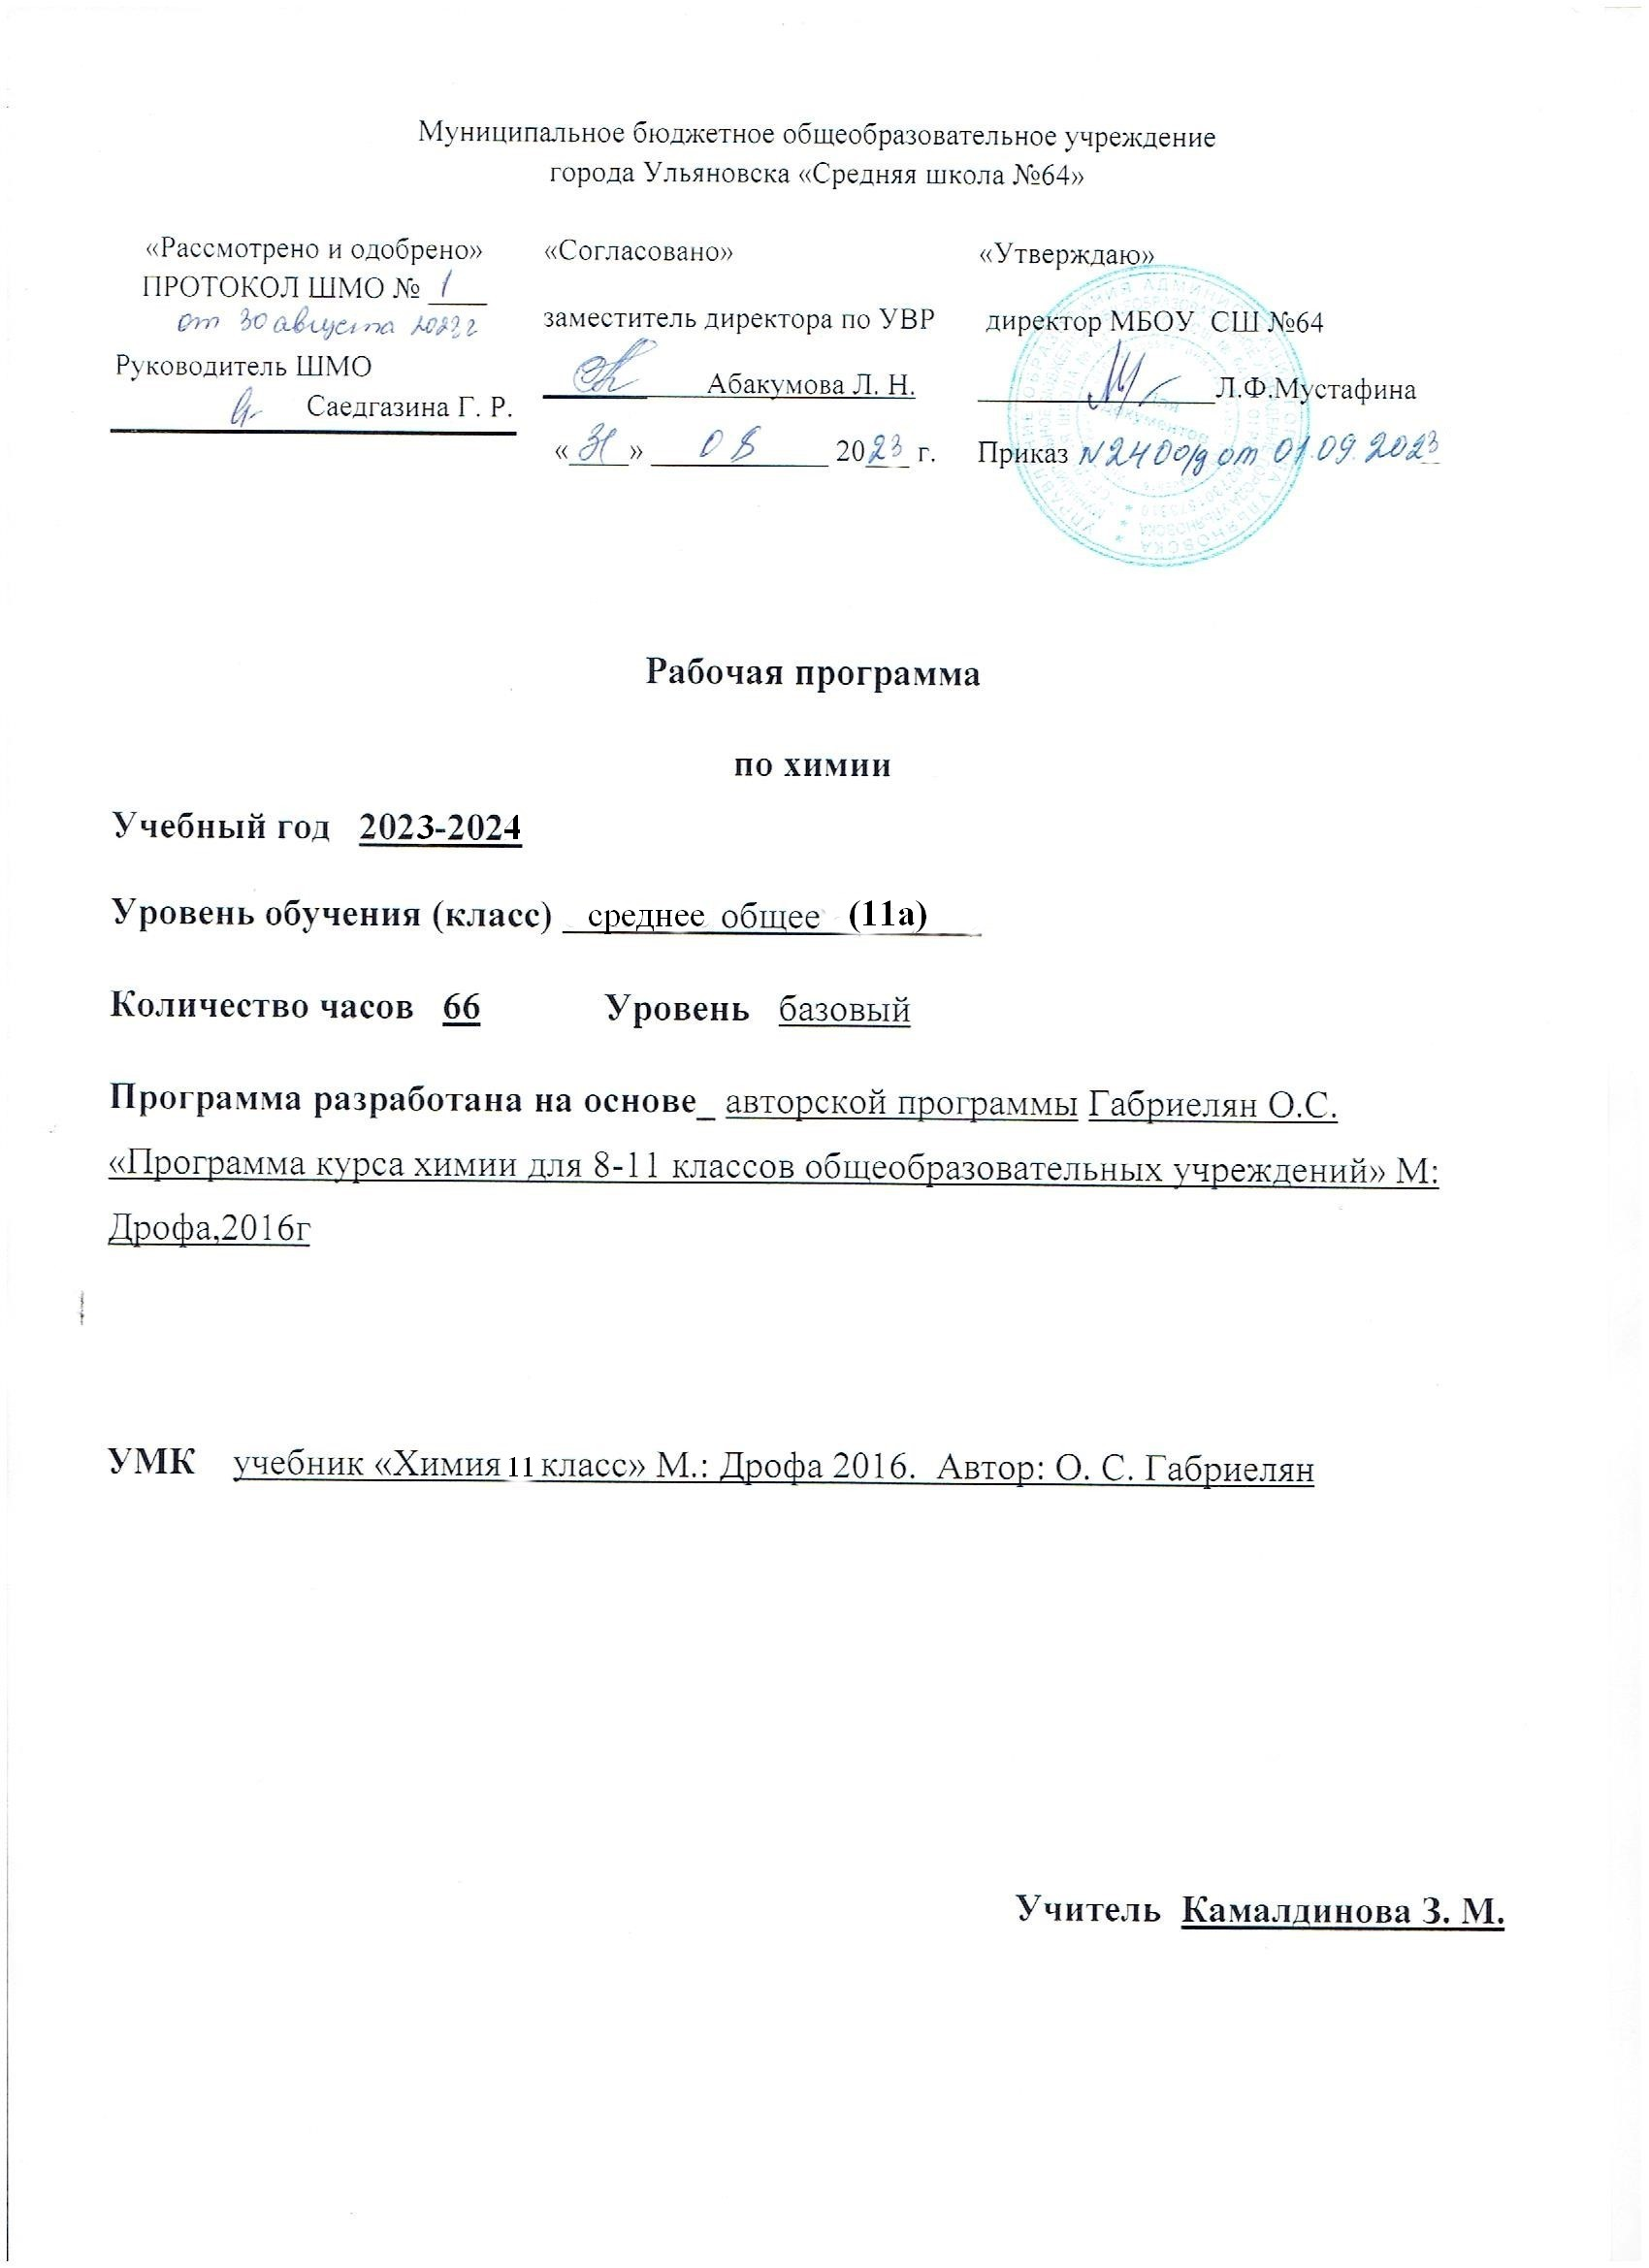 Муниципальное бюджетное общеобразовательное учреждение
города Ульяновска «Средняя школа №64»
«Рассмотрено и одобрено»
ПРОТОКОЛ ШМО № 1
от 30 августа 2023 г
Руководитель ШМО
Саедгазина Г. Р.
«Согласовано»
заместитель директора по УВР
Абакумова Л. Н.
«31» 08 2023 г.
«Утверждаю»
директор МБОУ СШ №64
Л.Ф.Мустафина
Приказ от 01.09.2023
Рабочая программа
по химии
Учебный год 2023-2024
Уровень обучения (класс) среднее общее (11а)
Количество часов 66 Уровень базовый
Программа разработана на основе_ авторской программы Габриелян О.С.
«Программа курса химии для 8-11 классов общеобразовательных учреждений» М:
Дрофа,2016г
УМК учебник «Химия 11 класс» М.: Дрофа 2016. Автор: О. С. Габриелян
Учитель Камалдинова З. М.